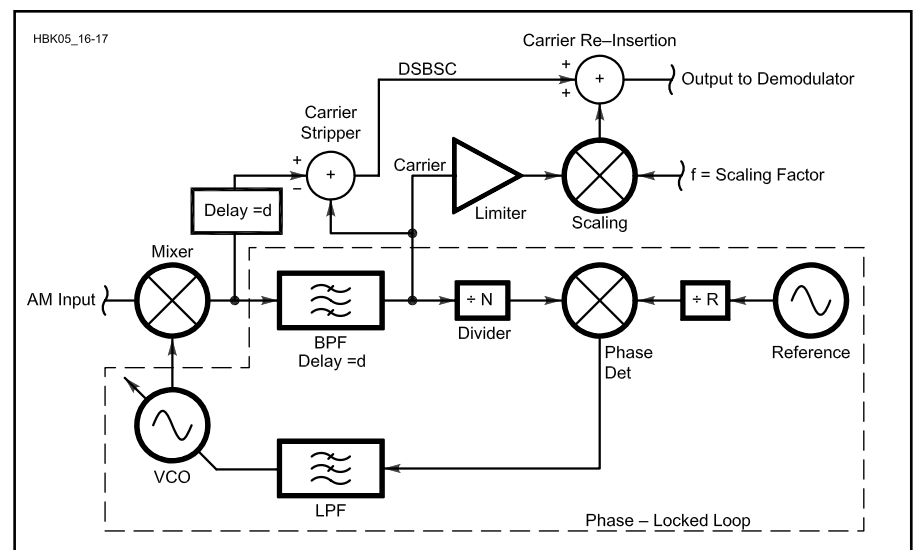 HBK05_16-17
Carrier Re–Insertion
DSBSC
+
+
+
Output to Demodulator
Carrier
Stripper
+
–
+
Carrier
Limiter
Scaling
f = Scaling Factor
Delay =d
Mixer
AM Input
BPF
Delay =d
÷ N
Divider
Phase
Det
÷ R
Reference
VCO
LPF
Phase – Locked Loop